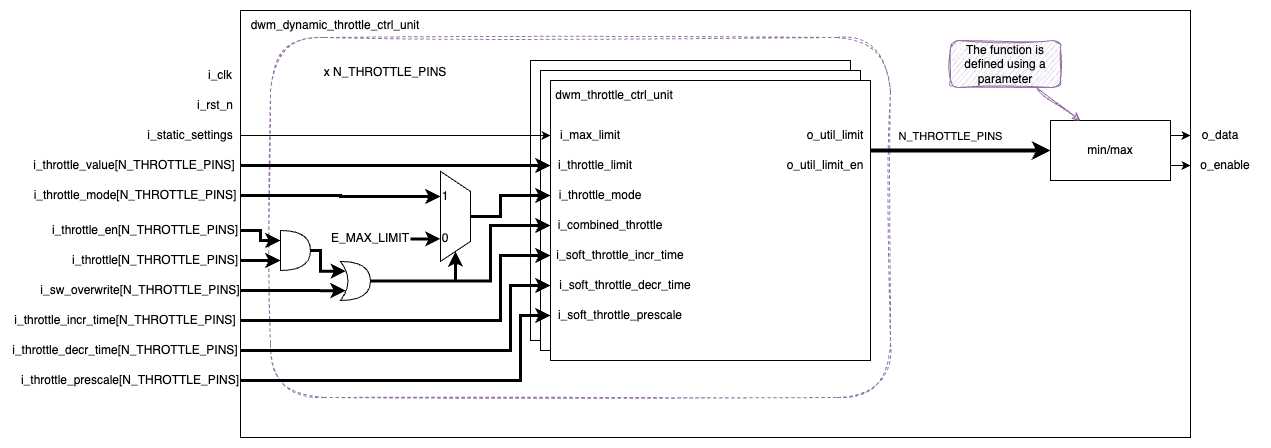 dwm_dynamic_throttle_ctrl_unit
The function is
defined using a
parameter
i_clk
x N_THROTTLE_PINS
i_rst_n
dwm_throttle_ctrl_unit
i_static_settings
i_max_limit
o_util_limit
N_THROTTLE_PINS
min/max
o_data
i_throttle_value[N_THROTTLE_PINS]
i_throttle_limit
o_util_limit_en
o_enable
i_throttle_mode[N_THROTTLE_PINS]
1
i_throttle_mode
i_throttle_en[N_THROTTLE_PINS]
E_MAX_LIMIT
0
i_combined_throttle
i_throttle[N_THROTTLE_PINS]
i_soft_throttle_incr_time
i_sw_overwrite[N_THROTTLE_PINS]
i_soft_throttle_decr_time
i_throttle_incr_time[N_THROTTLE_PINS]
i_soft_throttle_prescale
i_throttle_decr_time[N_THROTTLE_PINS]
i_throttle_prescale[N_THROTTLE_PINS]